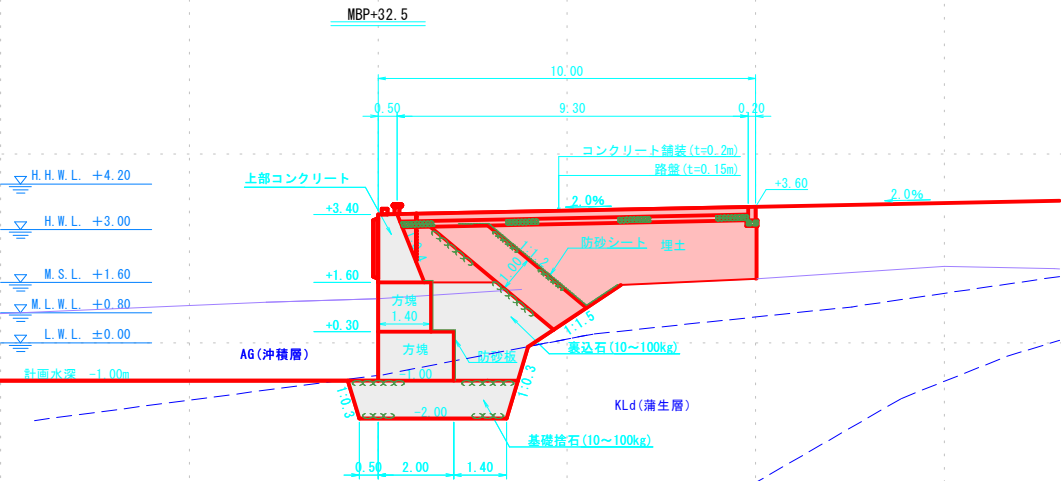 MBP+32.5
10.00
0.50
9.30
0.20
コンクリート舗装(t=0.2m)
路盤(t=0.15m)
H.H.W.L. +4.20
上部コンクリート
+3.60
2.0%
2.0%
+3.40
H.W.L. +3.00
防砂シート
埋土
1:1.2
1.00
M.S.L. +1.60
+1.60
方塊
1.40
M.L.W.L. +0.80
+0.30
1:1.5
L.W.L. ±0.00
方塊
防砂板
裏込石(10～100kg)
AG(沖積層)
計画水深 -1.00m
-1.00
1:0.3
1:0.3
-2.00
KLd(蒲生層)
基礎捨石(10～100kg)
0.50
2.00
1.40